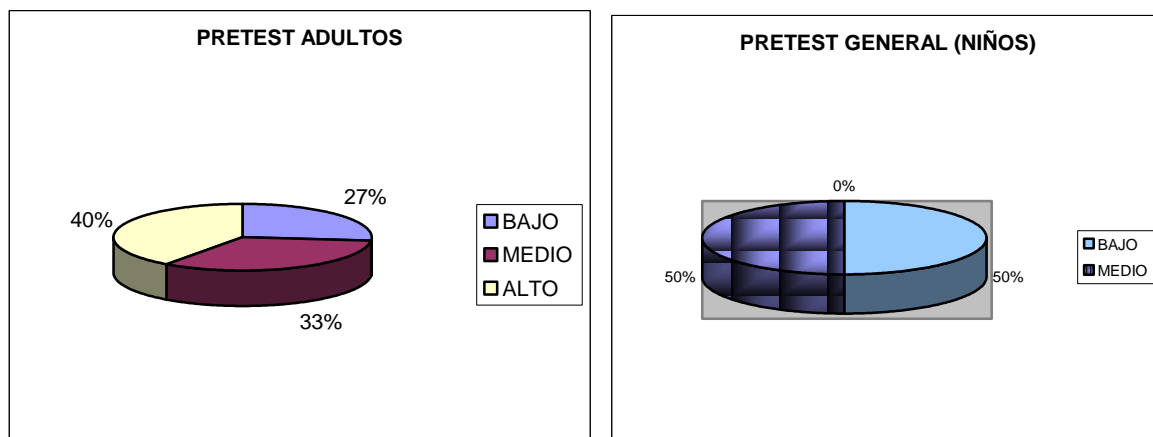 PRETEST ADULTOS
40%
27%
33%
BAJO
MEDIO
ALTO
PRETEST GENERAL (NIÑOS)
0%
50%
50%
BAJO
MEDIO